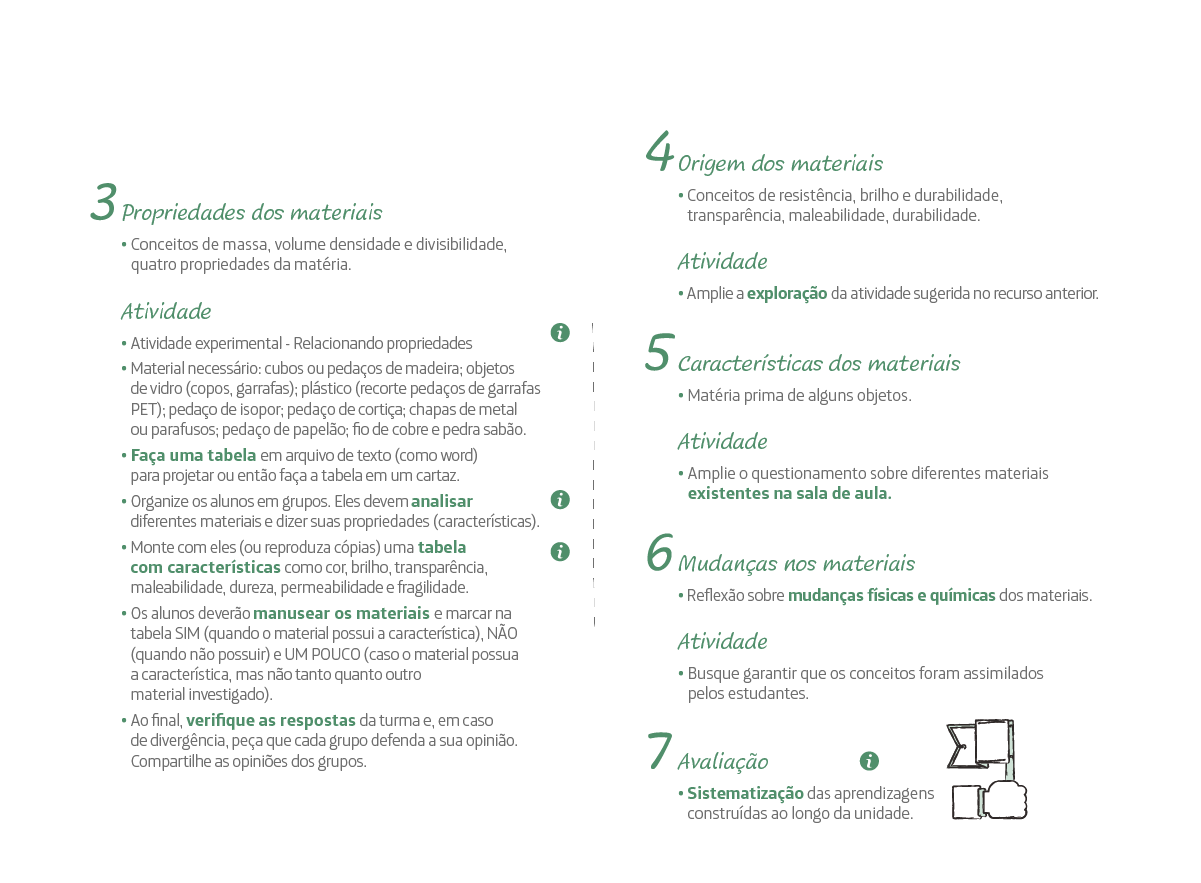 3 Propriedades dos materiais
• Conceitos de massa, volume densidade e divisibilidade,
quatro propriedades da matéria.
Atividade
• Atividade experimental - Relacionando propriedades
• Material necessário: cubos ou pedaços de madeira; objetos
de vidro (copos, garrafas); plástico (recorte pedaços de garrafas
PET); pedaço de isopor; pedaço de cortiça; chapas de metal
ou parafusos; pedaço de papelão; fio de cobre e pedra sabão.
• Faça uma tabela em arquivo de texto (como word)
para projetar ou então faça a tabela em um cartaz.
• Organize os alunos em grupos. Eles devem analisar
diferentes materiais e dizer suas propriedades (características).
• Monte com eles (ou reproduza cópias) uma tabela
com características como cor, brilho, transparência,
maleabilidade, dureza, permeabilidade e fragilidade.
• Os alunos deverão manusear os materiais e marcar na
tabela SIM (quando o material possui a característica), NÃO
(quando não possuir) e UM POUCO (caso o material possua
a característica, mas não tanto quanto outro
material investigado).
• Ao final, verifique as respostas da turma e, em caso
de divergência, peça que cada grupo defenda a sua opinião.
Compartilhe as opiniões dos grupos.
i
i
i
4 Origem dos materiais
• Conceitos de resistência, brilho e durabilidade,
transparência, maleabilidade, durabilidade.
Atividade
• Amplie a exploração da atividade sugerida no recurso anterior.
5 Características dos materiais
• Matéria prima de alguns objetos.
Atividade
• Amplie o questionamento sobre diferentes materiais
existentes na sala de aula.
6 Mudanças nos materiais
• Reflexão sobre mudanças físicas e químicas dos materiais.
Atividade
• Busque garantir que os conceitos foram assimilados
pelos estudantes.
7 Avaliação i
• Sistematização das aprendizagens
construídas ao longo da unidade.